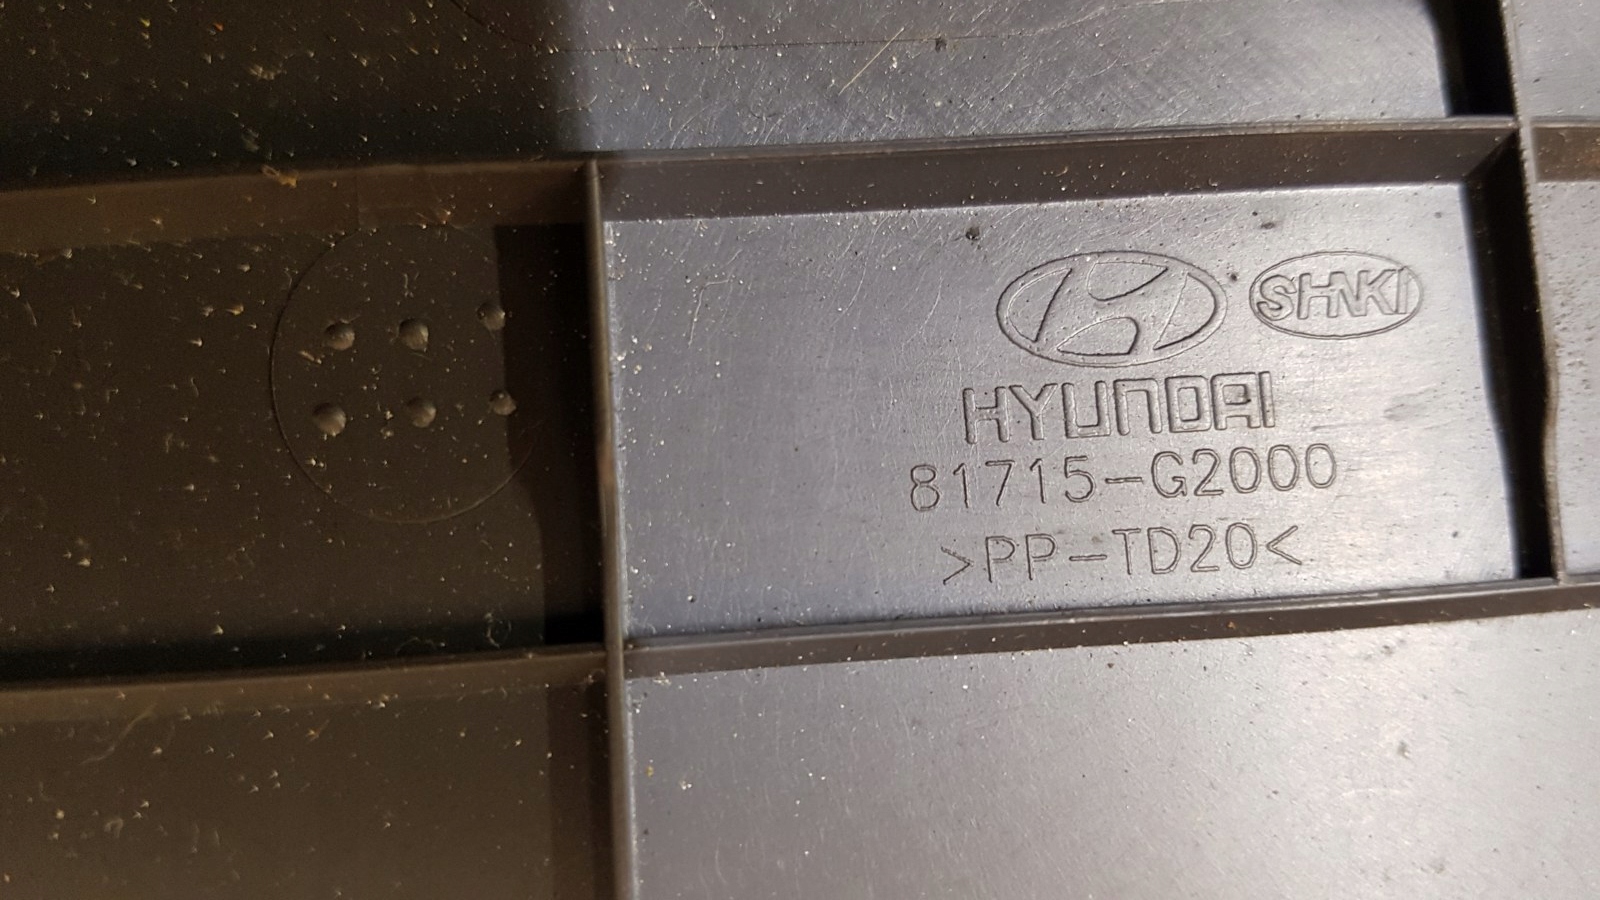 SHNKI
HYUNDAI
81715-G2000
>PP-TD20<